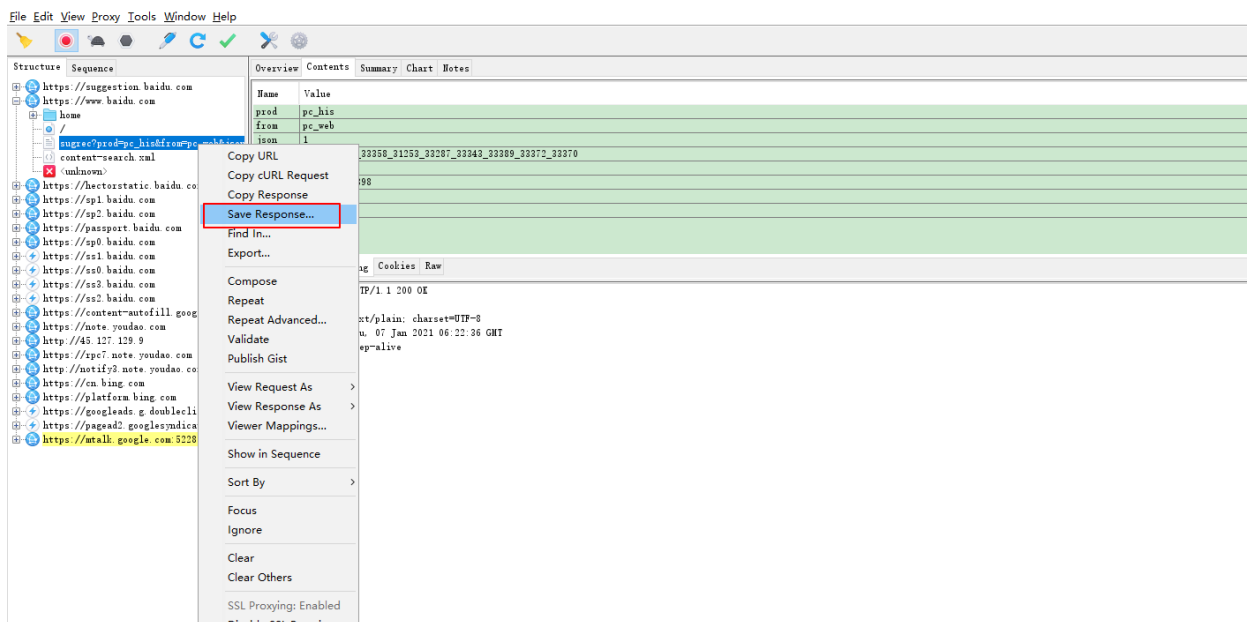 File Edit View Proxy Tools Window Help
Structure Sequence
https://suggestion.baidu.com
https://www.baidu.com
home
/
sugrec?prod=pc_his&from=pc_web&json
content-search.xml
<unknown>
https://hectorstatic.baidu.co
https://sp1.baidu.com
https://sp2.baidu.com
https://passport.baidu.com
https://sp0.baidu.com
https://ss1.baidu.com
https://ss0.baidu.com
https://ss3.baidu.com
https://ss2.baidu.com
https://content-autofill.goog
https://note.youdao.com
http://45.127.129.9
https://rpc7.note.youdao.com
http://notify3.note.youdao.co
https://cn.bing.com
https://platform.bing.com
https://googleads.g.doublecli
https://pagead2.googlesyndica
https://mtalk.google.com:5228
Copy URL
Copy cURL Request
Copy Response
Save Response...
Find In...
Export...
Compose
Repeat
Repeat Advanced...
Validate
Publish Gist
View Request As
View Response As
Viewer Mappings...
Show in Sequence
Sort By
Focus
Ignore
Clear
Clear Others
SSL Proxying: Enabled
Overview Contents Summary Chart Notes
Name Value
prod pc_his
from pc_web
json 1
_33358_31253_33287_33343_33389_33372_33370
398
ng Cookies Raw
TP/1.1 200 OK
xt/plain; charset=UTF-8
u, 07 Jan 2021 06:22:36 GMT
ep-alive